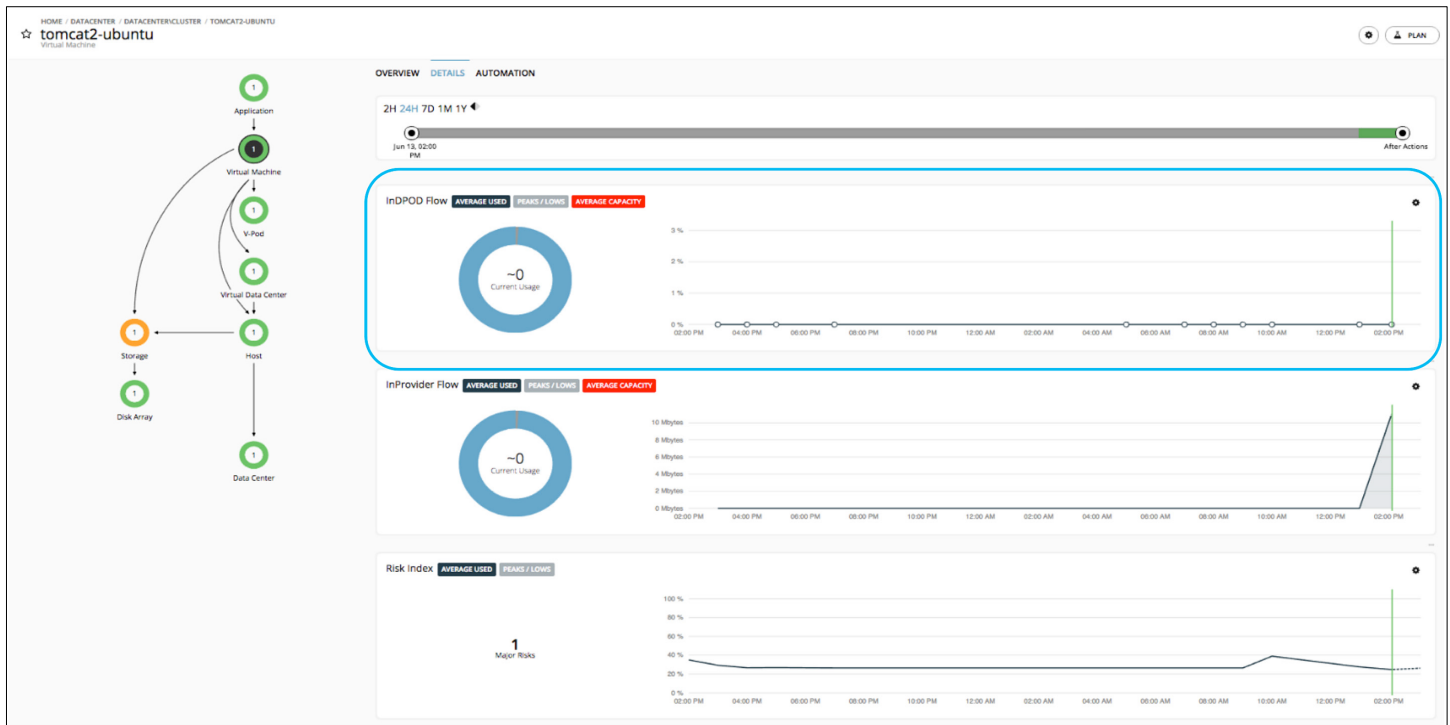 HOME / DATACENTER / DATACENTER\CLUSTER / TOMCAT2-UBUNTU
tomcat2-ubuntu
Virtual Machine
PLAN
1
Application
1
Virtual Machine
1
V-Pod
1
Virtual Data Center
1
Storage
1
Host
1
Disk Array
1
Data Center
OVERVIEW DETAILS AUTOMATION
2H 24H 7D 1M 1Y
Jun 13, 02:00
PM
After Actions
InDPOD Flow AVERAGE USED PEAKS / LOWS AVERAGE CAPACITY
~0
Current Usage
3 %
2 %
1 %
0 %
02:00 PM 04:00 PM 06:00 PM 08:00 PM 10:00 PM 12:00 AM 02:00 AM 04:00 AM 06:00 AM 08:00 AM 10:00 AM 12:00 PM 02:00 PM
InProvider Flow AVERAGE USED PEAKS / LOWS AVERAGE CAPACITY
~0
Current Usage
10 Mbytes
8 Mbytes
6 Mbytes
4 Mbytes
2 Mbytes
0 Mbytes
02:00 PM 04:00 PM 06:00 PM 08:00 PM 10:00 PM 12:00 AM 02:00 AM 04:00 AM 06:00 AM 08:00 AM 10:00 AM 12:00 PM 02:00 PM
Risk Index AVERAGE USED PEAKS / LOWS
1
Major Risks
100 %
80 %
60 %
40 %
20 %
0 %
02:00 PM 04:00 PM 06:00 PM 08:00 PM 10:00 PM 12:00 AM 02:00 AM 04:00 AM 06:00 AM 08:00 AM 10:00 AM 12:00 PM 02:00 PM